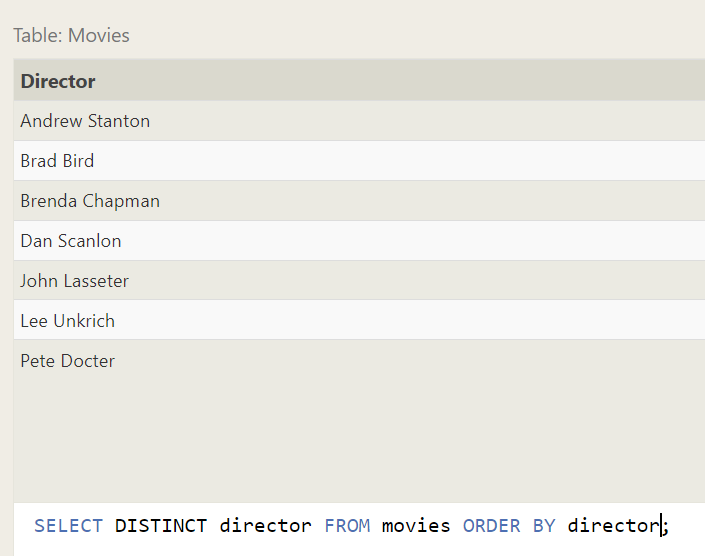 Table: Movies
Director
Andrew Stanton
Brad Bird
Brenda Chapman
Dan Scanlon
John Lasseter
Lee Unkrich
Pete Docter
SELECT DISTINCT director FROM movies ORDER BY director;